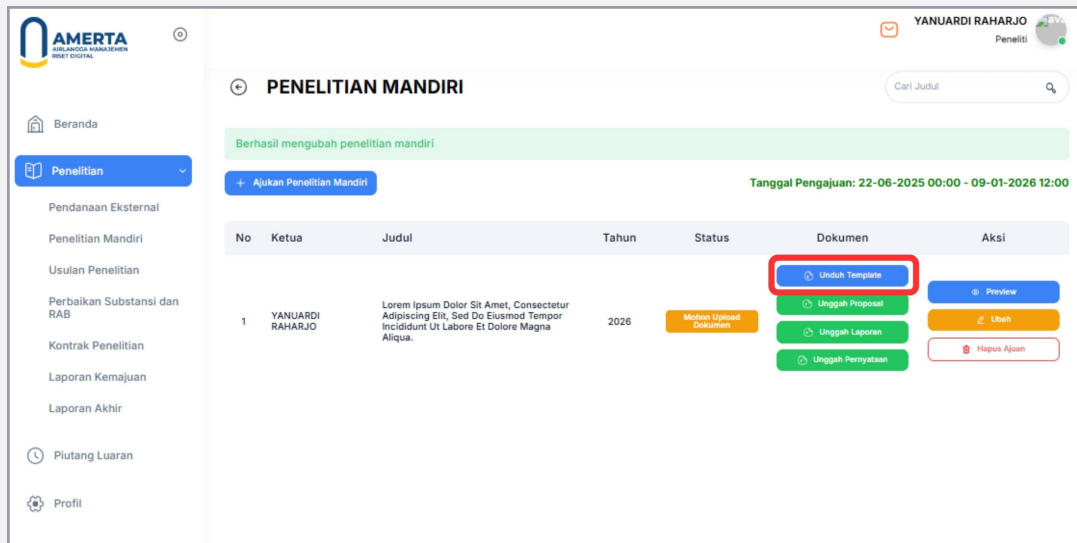 AMERTA
AIRLANGGA MANAJEMEN
RISET DIGITAL
YANUARDI RAHARJO
Peneliti
PENELITIAN MANDIRI
Cari Judul
Beranda
Berhasil mengubah penelitian mandiri
Penelitian
+ Ajukan Penelitian Mandiri
Tanggal Pengajuan: 22-06-2025 00:00 - 09-01-2026 12:00
Pendanaan Eksternal
Penelitian Mandiri
Usulan Penelitian
Perbaikan Substansi dan
RAB
Kontrak Penelitian
Laporan Kemajuan
Laporan Akhir
Piutang Luaran
Profil
No Ketua Judul Tahun Status Dokumen Aksi
1
YANUARDI
RAHARJO
Lorem Ipsum Dolor Sit Amet, Consectetur
Adipiscing Elit, Sed Do Eiusmod Tempor
Incididunt Ut Labore Et Dolore Magna
Aliqua.
2026
Mohon Upload
Dokumen
Unduh Template
Unggah Proposal
Unggah Laporan
Unggah Pernyataan
Preview
Ubah
Hapus Ajuan